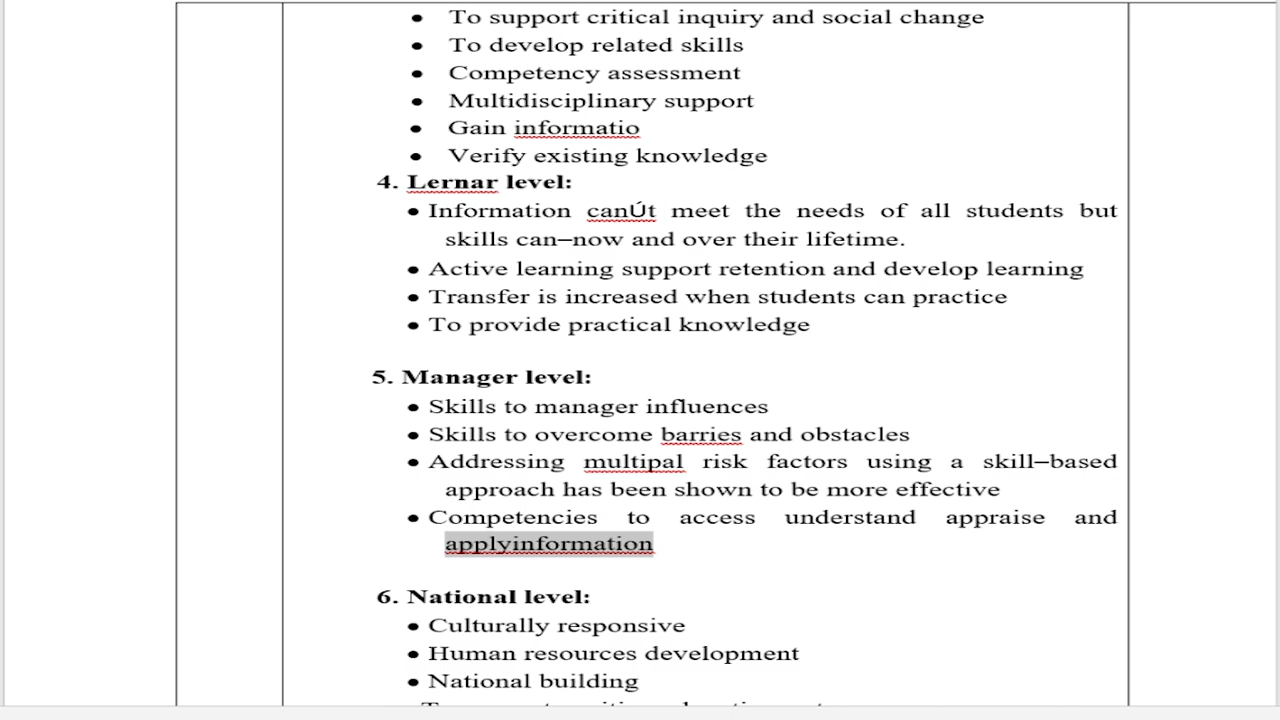 • To support critical inquiry and social change
• To develop related skills
• Competency assessment
• Multidisciplinary support
• Gain informatio
• Verify existing knowledge
4. Lernar level:
• Information canÚt meet the needs of all students but
skills can–now and over their lifetime.
• Active learning support retention and develop learning
• Transfer is increased when students can practice
• To provide practical knowledge
5. Manager level:
• Skills to manager influences
• Skills to overcome barries and obstacles
• Addressing multipal risk factors using a skill–based
approach has been shown to be more effective
• Competencies to access understand appraise and
applyinformation
6. National level:
• Culturally responsive
• Human resources development
• National building